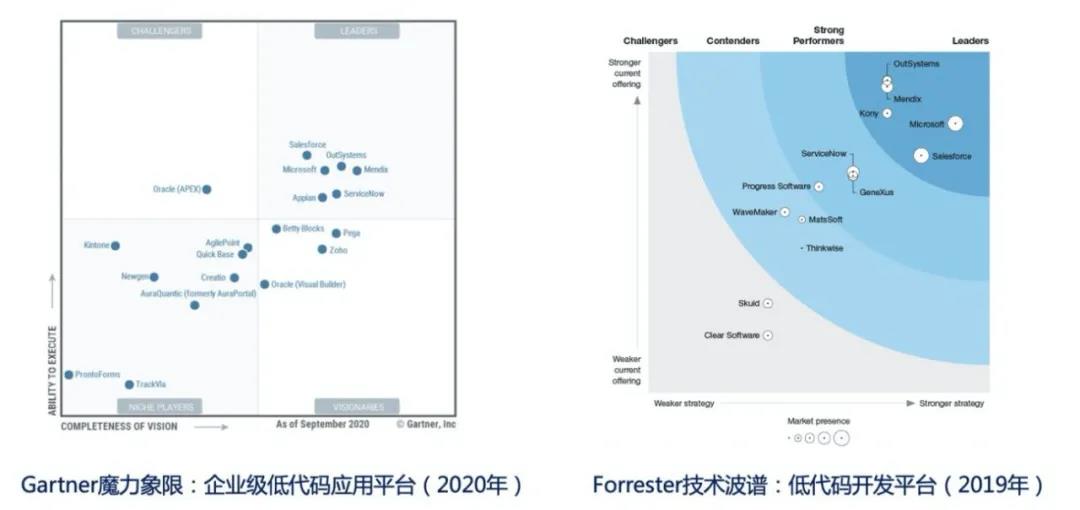 CHALLENGERS
LEADERS
Salesforce
OutSystems
Microsoft
Mendix
Oracle (APEX)
Appian
ServiceNow
Betty Blocks
Pega
Kintone
AgilePoint
Quick Base
Zoho
Newgen
Creatio
Oracle (Visual Builder)
AuraQuantic (formerly AuraPortal)
ProntoForms
TrackVia
NICHE PLAYERS
VISIONARIES
ABILITY TO EXECUTE
COMPLETENESS OF VISION
As of September 2020
© Gartner, Inc
Gartner魔力象限：企业级低代码应用平台（2020年）
Challengers
Contenders
Strong
Performers
Leaders
Stronger
current
offering
OutSystems
Mendix
Kony
Microsoft
ServiceNow
Salesforce
Progress Software
GeneXus
WaveMaker
MatsSoft
Thinkwise
Skuid
Clear Software
Weaker
current
offering
Weaker strategy
Stronger strategy
Market presence
Forrester技术波谱：低代码开发平台（2019年）